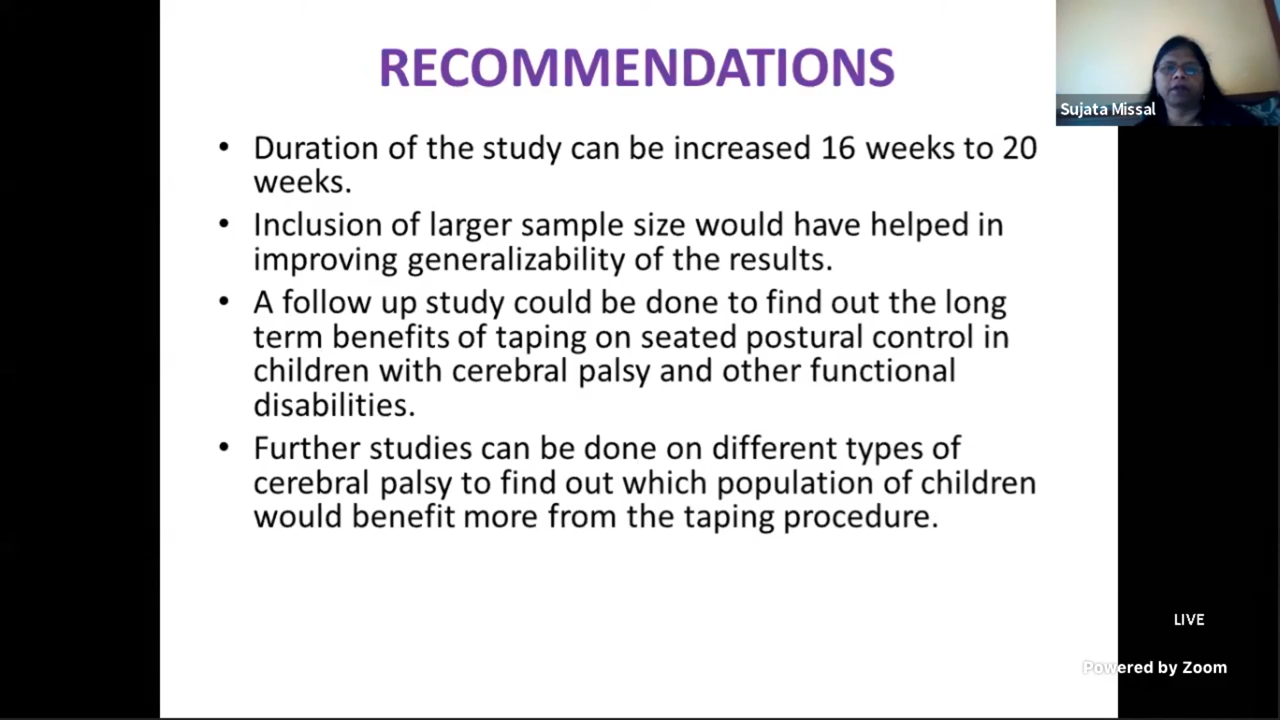 RECOMMENDATIONS
Sujata Missal
• Duration of the study can be increased 16 weeks to 20
weeks.
• Inclusion of larger sample size would have helped in
improving generalizability of the results.
• A follow up study could be done to find out the long
term benefits of taping on seated postural control in
children with cerebral palsy and other functional
disabilities.
• Further studies can be done on different types of
cerebral palsy to find out which population of children
would benefit more from the taping procedure.
LIVE
Powered by Zoom